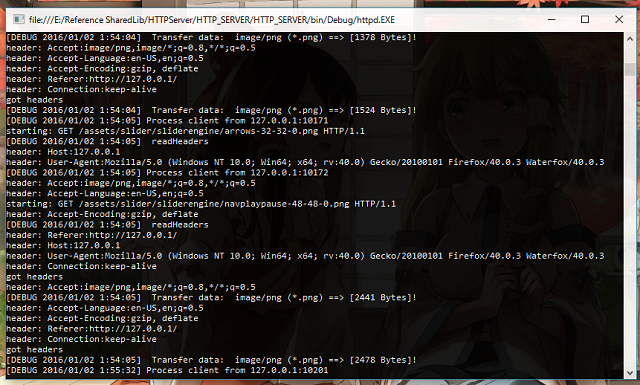 file:///E:/Reference SharedLib/HTTPServer/HTTP_SERVER/HTTP_SERVER/bin/Debug/httpd.EXE
[DEBUG 2016/01/02 1:54:04]  Transfer data:  image/png (*.png) ==> [1378 Bytes]!
header: Accept:image/png,image/*;q=0.8,*/*;q=0.5
header: Accept-Language:en-US,en;q=0.5
header: Accept-Encoding:gzip, deflate
header: Referer:http://127.0.0.1/
header: Connection:keep-alive
got headers
[DEBUG 2016/01/02 1:54:04]  Transfer data:  image/png (*.png) ==> [1524 Bytes]!
[DEBUG 2016/01/02 1:54:05] Process client from 127.0.0.1:10171
starting: GET /assets/slider/sliderengine/arrows-32-32-0.png HTTP/1.1
[DEBUG 2016/01/02 1:54:05]  readHeaders
header: Host:127.0.0.1
header: User-Agent:Mozilla/5.0 (Windows NT 10.0; Win64; x64; rv:40.0) Gecko/20100101 Firefox/40.0.3 Waterfox/40.0.3
[DEBUG 2016/01/02 1:54:05] Process client from 127.0.0.1:10172
header: Accept:image/png,image/*;q=0.8,*/*;q=0.5
header: Accept-Language:en-US,en;q=0.5
starting: GET /assets/slider/sliderengine/navplaypause-48-48-0.png HTTP/1.1
header: Accept-Encoding:gzip, deflate
[DEBUG 2016/01/02 1:54:05]  readHeaders
header: Referer:http://127.0.0.1/
header: Host:127.0.0.1
header: User-Agent:Mozilla/5.0 (Windows NT 10.0; Win64; x64; rv:40.0) Gecko/20100101 Firefox/40.0.3 Waterfox/40.0.3
header: Connection:keep-alive
got headers
header: Accept:image/png,image/*;q=0.8,*/*;q=0.5
[DEBUG 2016/01/02 1:54:05]  Transfer data:  image/png (*.png) ==> [2441 Bytes]!
header: Accept-Language:en-US,en;q=0.5
header: Accept-Encoding:gzip, deflate
header: Referer:http://127.0.0.1/
header: Connection:keep-alive
got headers
[DEBUG 2016/01/02 1:54:05]  Transfer data:  image/png (*.png) ==> [2478 Bytes]!
[DEBUG 2016/01/02 1:55:32] Process client from 127.0.0.1:10201